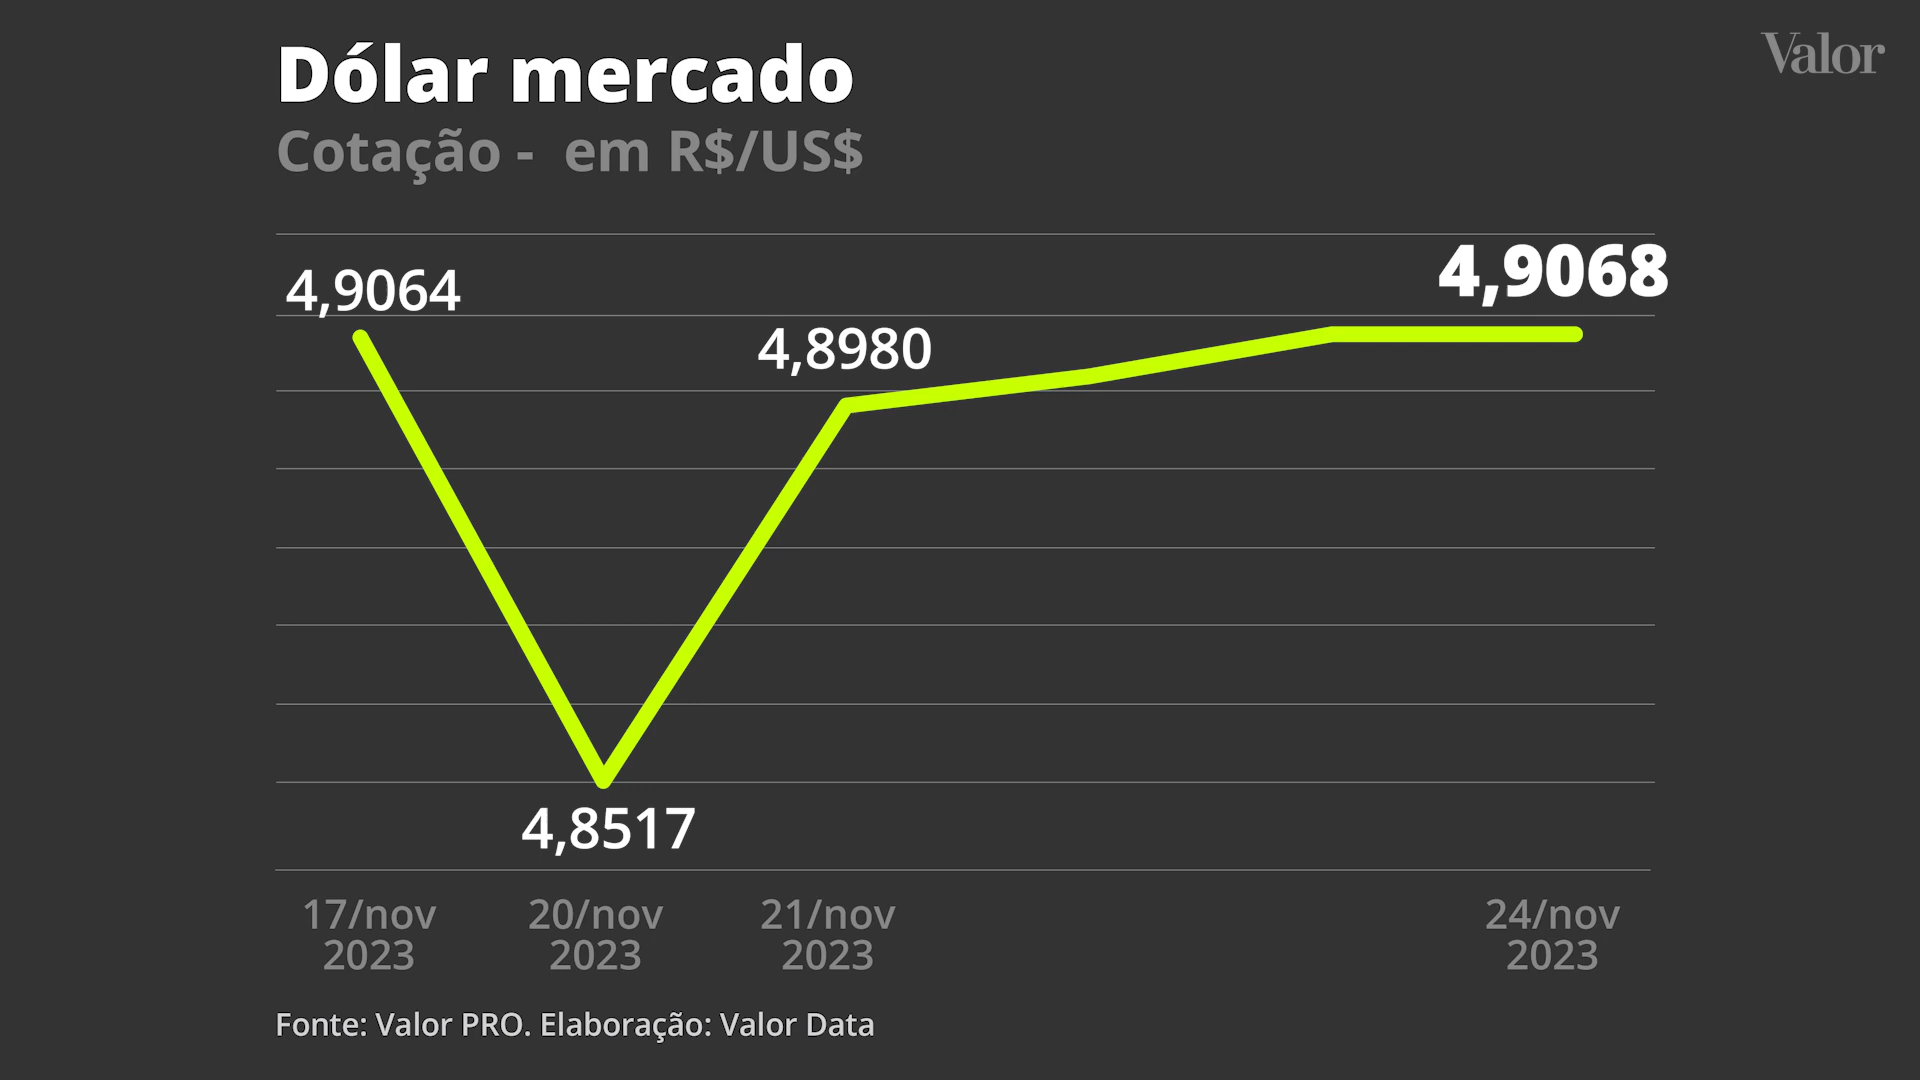 Dólar mercado
Valor
Cotação -  em R$/US$
4,9064
4,9068
4,8980
4,8517
17/nov 2023
20/nov 2023
21/nov 2023
24/nov 2023
Fonte: Valor PRO. Elaboração: Valor Data